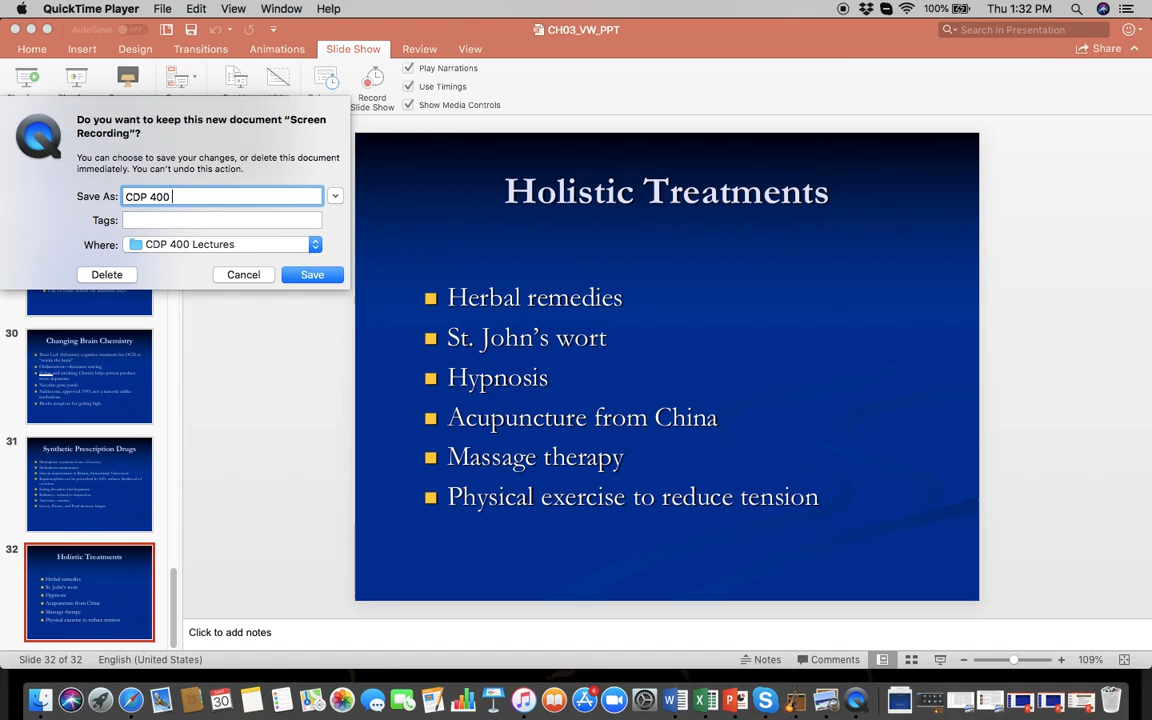 QuickTime Player File Edit View Window Help 100% Thu 1:32 PM
AutoSave OFF CH03_VW_PPT Search in Presentation
Home Insert Design Transitions Animations Slide Show Review View Share
Play Narrations
Use Timings
Show Media Controls
Record
Slide Show
Do you want to keep this new document “Screen
Recording”?
You can choose to save your changes, or delete this document
immediately. You can’t undo this action.
Save As: CDP 400
Tags:
Where: CDP 400 Lectures
Delete Cancel Save
30
Changing Brain Chemistry
31
Synthetic Prescription Drugs
32
Holistic Treatments
Herbal remedies
St. John’s wort
Hypnosis
Acupuncture from China
Massage therapy
Physical exercise to reduce tension
Holistic Treatments
Herbal remedies
St. John’s wort
Hypnosis
Acupuncture from China
Massage therapy
Physical exercise to reduce tension
Click to add notes
Slide 32 of 32 English (United States) Notes Comments 109%